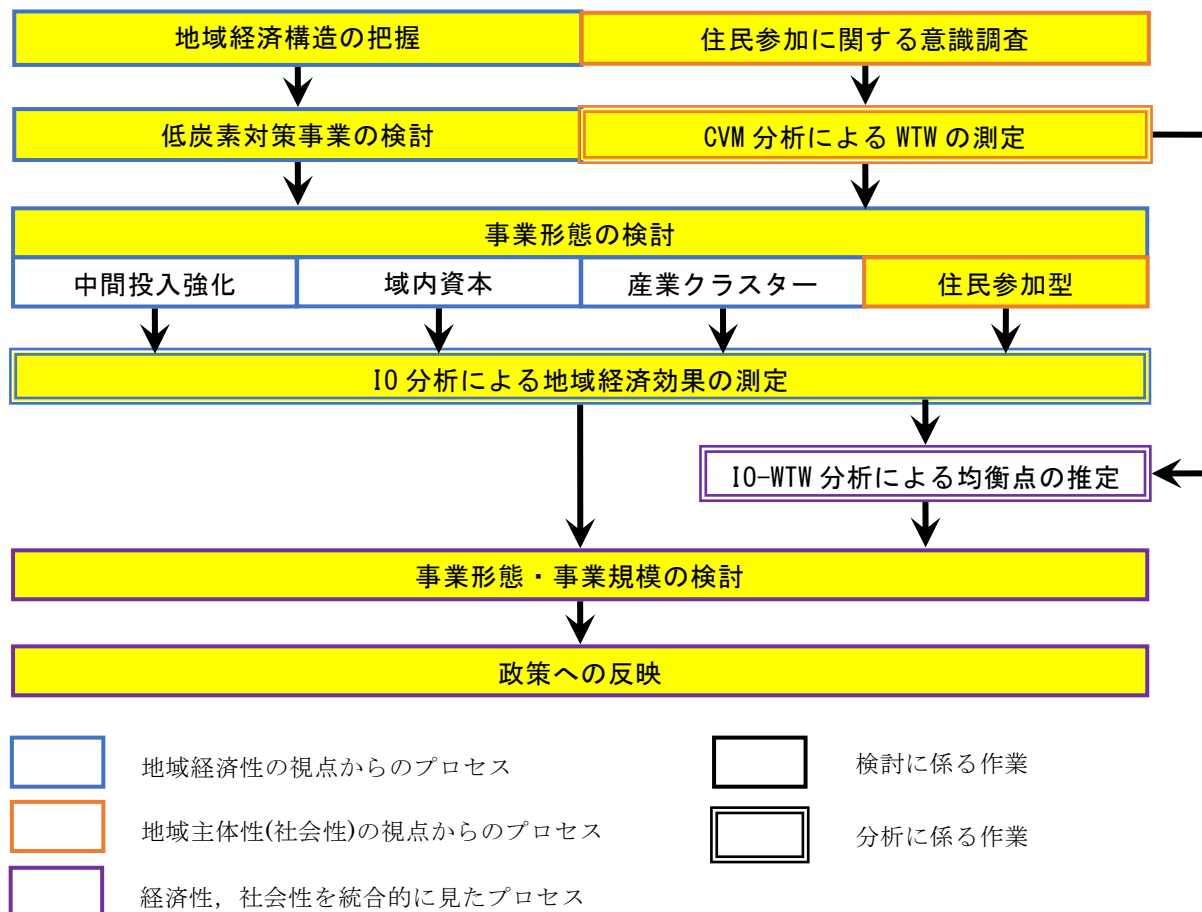 地域経済構造の把握
住民参加に関する意識調査
低炭素対策事業の検討
CVM 分析による WTW の測定
事業形態の検討
中間投入強化
域内資本
産業クラスター
住民参加型
IO 分析による地域経済効果の測定
IO-WTW 分析による均衡点の推定
事業形態・事業規模の検討
政策への反映
地域経済性の視点からのプロセス
検討に係る作業
地域主体性(社会性)の視点からのプロセス
分析に係る作業
経済性，社会性を統合的に見たプロセス